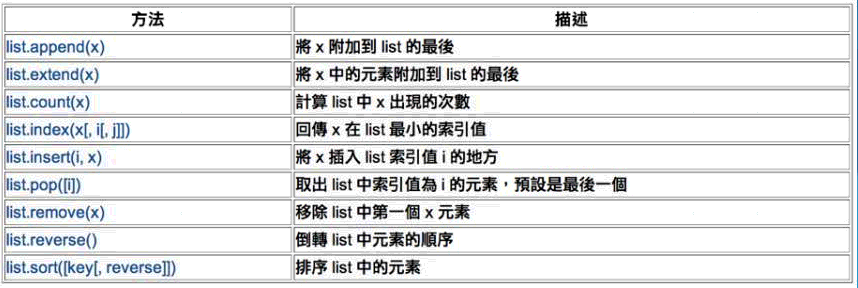 方法 描述
list.append(x) 將 x 附加到 list 的最後
list.extend(x) 將 x 中的元素附加到 list 的最後
list.count(x) 計算 list 中 x 出現的次數
list.index(x[, i[, j]]) 回傳 x 在 list 最小的索引值
list.insert(i, x) 將 x 插入 list 索引值 i 的地方
list.pop([i]) 取出 list 中索引值為 i 的元素，預設是最後一個
list.remove(x) 移除 list 中第一個 x 元素
list.reverse() 倒轉 list 中元素的順序
list.sort([key[, reverse]]) 排序 list 中的元素